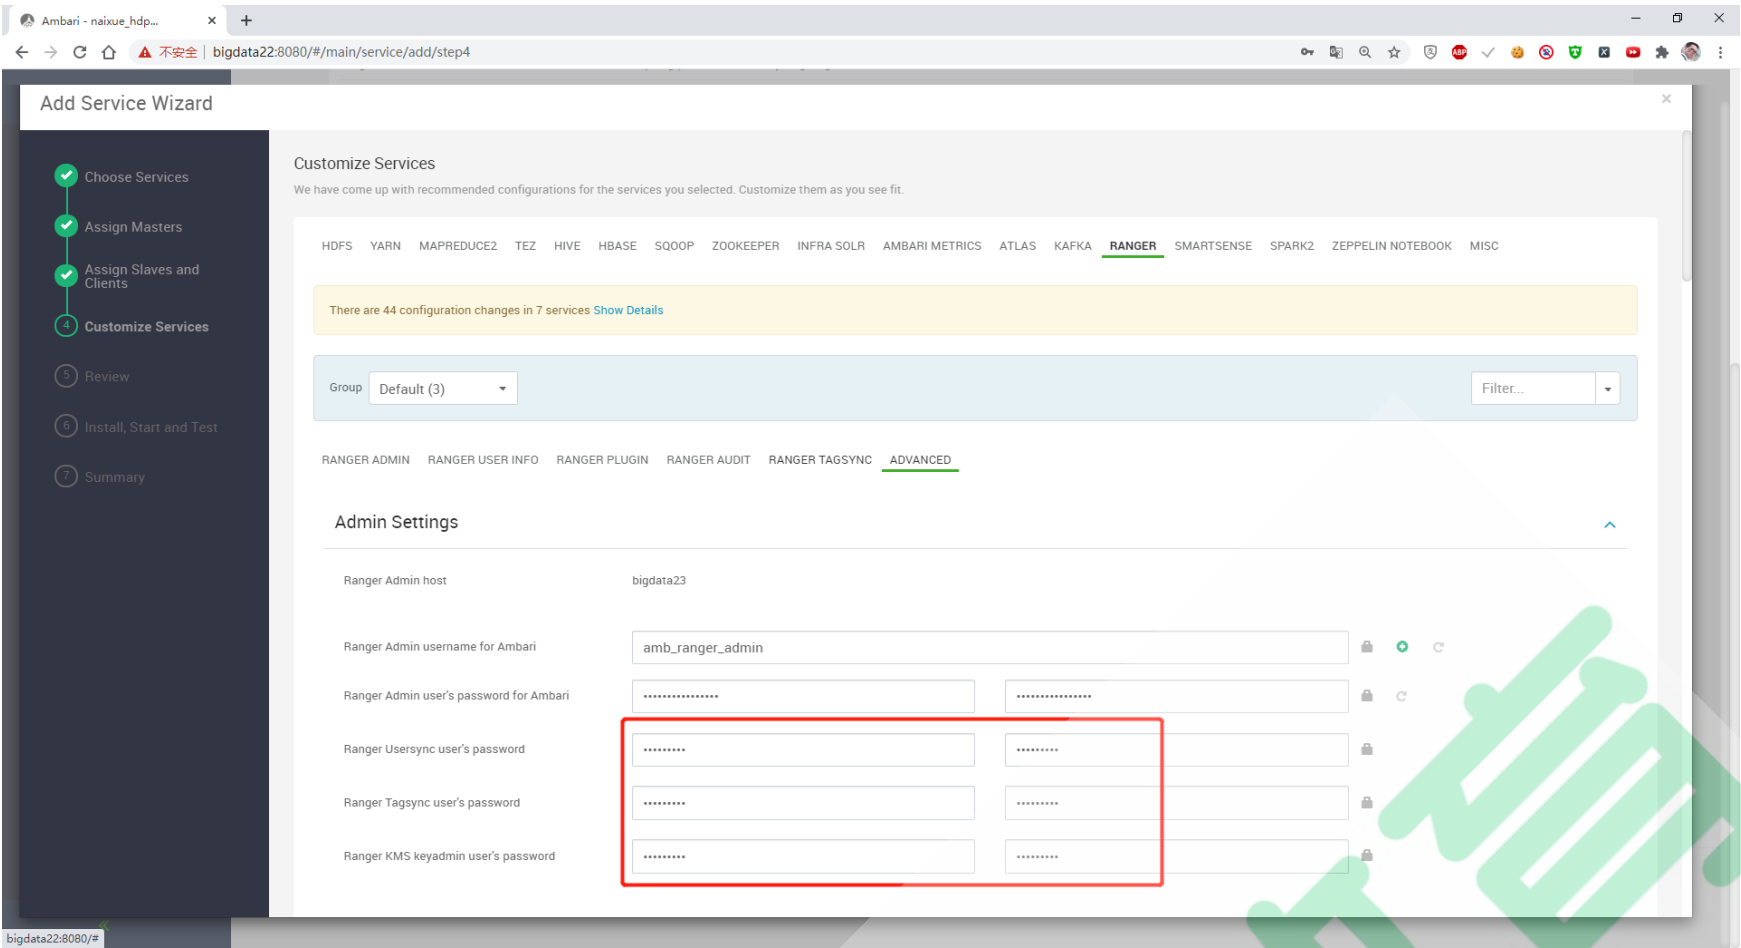 Ambari - naixue_hdp...
不安全 | bigdata22:8080/#/main/service/add/step4
Add Service Wizard
Choose Services
Assign Masters
Assign Slaves and
Clients
4 Customize Services
5 Review
6 Install, Start and Test
7 Summary
Customize Services
We have come up with recommended configurations for the services you selected. Customize them as you see fit.
HDFS YARN MAPREDUCE2 TEZ HIVE HBASE SQOOP ZOOKEEPER INFRA SOLR AMBARI METRICS ATLAS KAFKA RANGER SMARTSENSE SPARK2 ZEPPELIN NOTEBOOK MISC
There are 44 configuration changes in 7 services Show Details
Group Default (3) Filter...
RANGER ADMIN RANGER USER INFO RANGER PLUGIN RANGER AUDIT RANGER TAGSYNC ADVANCED
Admin Settings
Ranger Admin host bigdata23
Ranger Admin username for Ambari amb_ranger_admin
Ranger Admin user's password for Ambari •••••••••••••••• ••••••••••••••••
Ranger Usersync user's password ••••••••• •••••••••
Ranger Tagsync user's password ••••••••• •••••••••
Ranger KMS keyadmin user's password ••••••••• •••••••••
bigdata22:8080/#